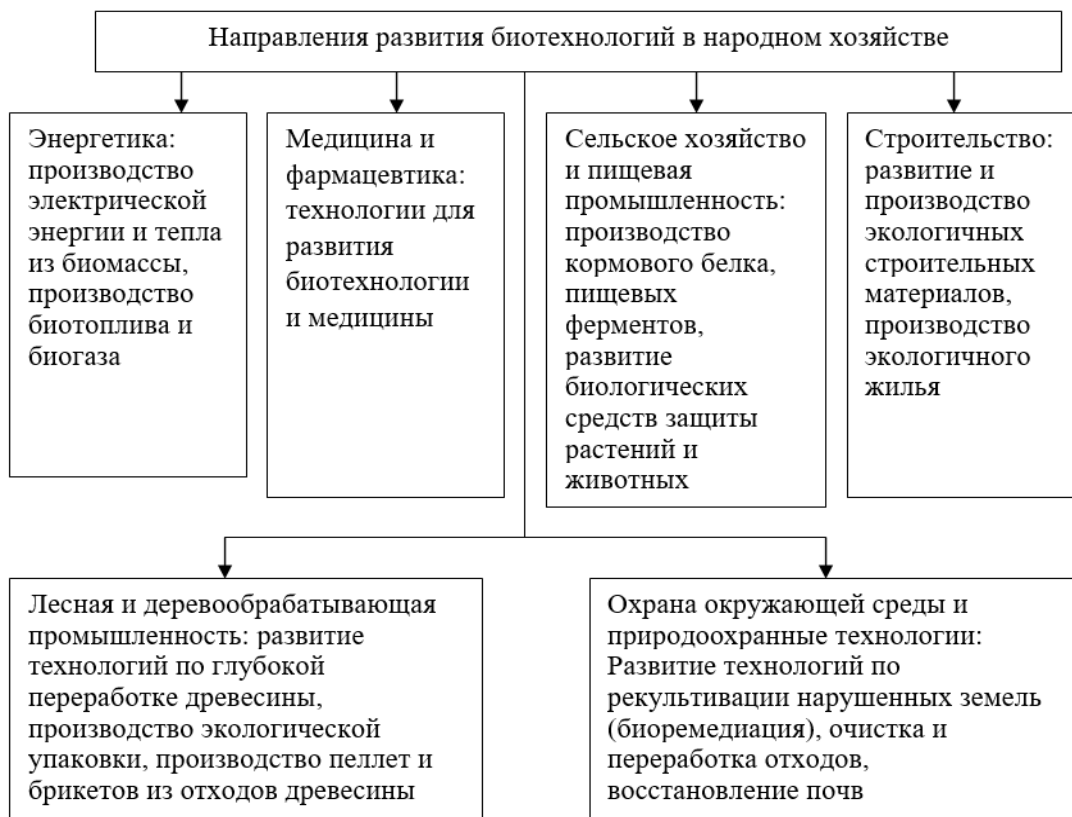 Направления развития биотехнологий в народном хозяйстве
Энергетика:
производство
электрической
энергии и тепла
из биомассы,
производство
биотоплива и
биогаза
Медицина и
фармацевтика:
технологии для
развития
биотехнологии
и медицины
Сельское хозяйство
и пищевая
промышленность:
производство
кормового белка,
пищевых
ферментов,
развитие
биологических
средств защиты
растений и
животных
Строительство:
развитие и
производство
экологичных
строительных
материалов,
производство
экологичного
жилья
Лесная и деревообрабатывающая
промышленность: развитие
технологий по глубокой
переработке древесины,
производство экологической
упаковки, производство пеллет и
брикетов из отходов древесины
Охрана окружающей среды и
природоохранные технологии:
Развитие технологий по
рекультивации нарушенных земель
(биоремедиация), очистка и
переработка отходов,
восстановление почв